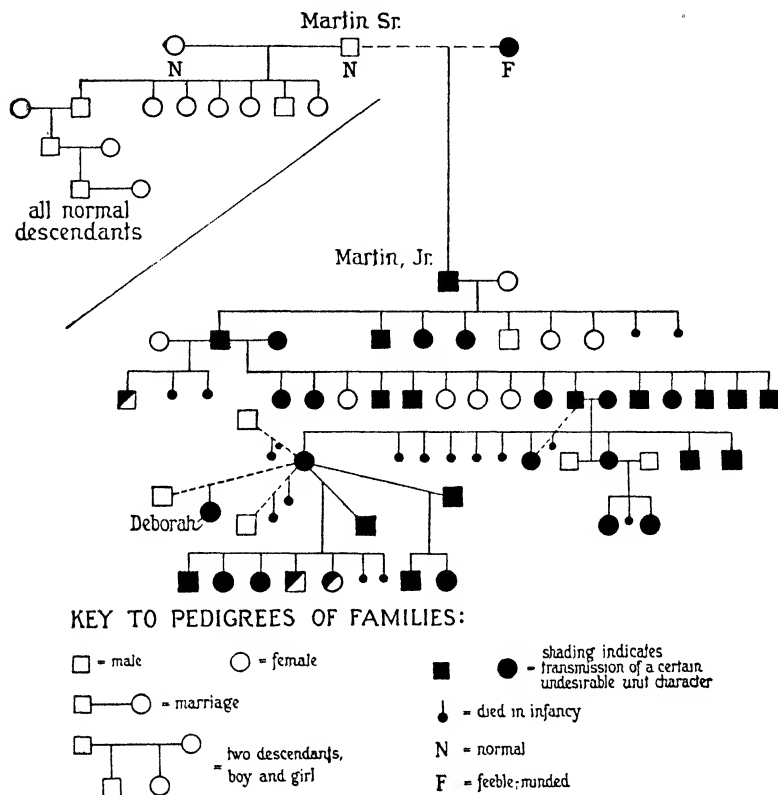 Martin Sr.
N
N
F
all normal
descendants
Martin, Jr.
Deborah
KEY TO PEDIGREES OF FAMILIES:
= male
= female
= marriage
= two descendants,
boy and girl
shading indicates
= transmission of a certain
undesirable unit character
= died in infancy
N = normal
F = feeble-minded